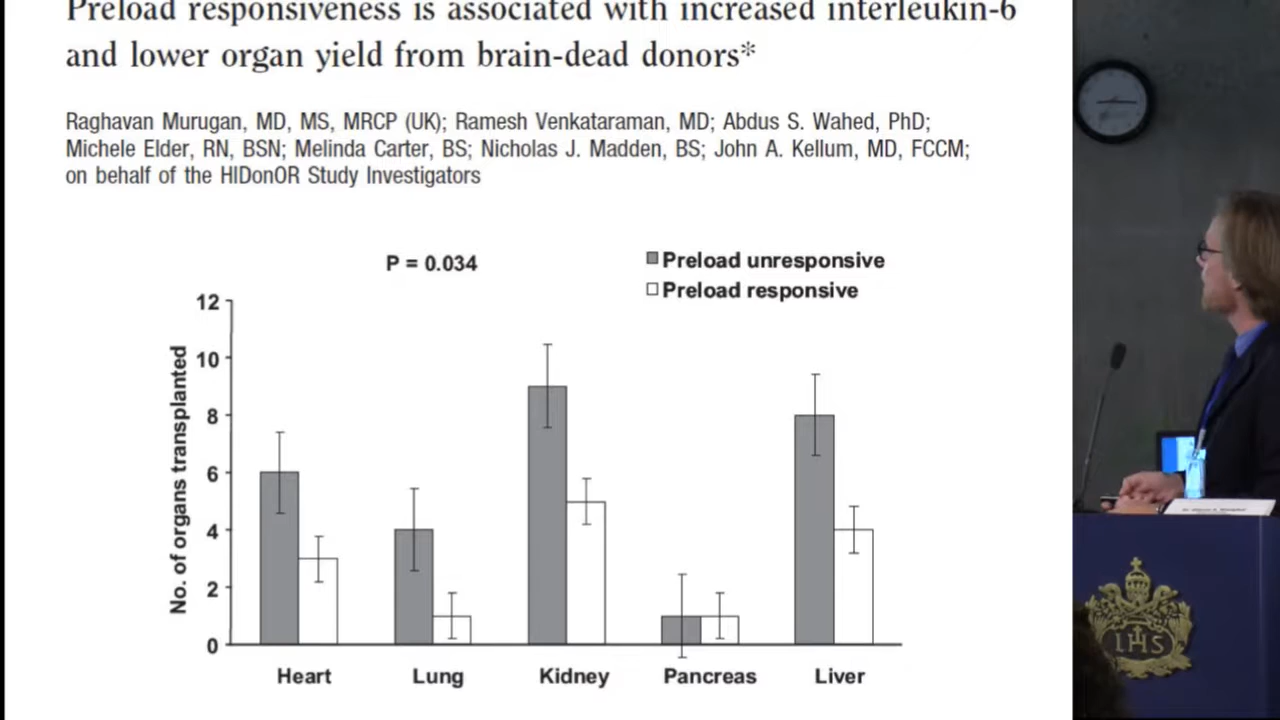 Preload responsiveness is associated with increased interleukin-6
and lower organ yield from brain-dead donors*
Raghavan Murugan, MD, MS, MRCP (UK); Ramesh Venkataraman, MD; Abdus S. Wahed, PhD;
Michele Elder, RN, BSN; Melinda Carter, BS; Nicholas J. Madden, BS; John A. Kellum, MD, FCCM;
on behalf of the HIDonOR Study Investigators
P = 0.034
Preload unresponsive
Preload responsive
No. of organs transplanted
12
10
8
6
4
2
0
Heart Lung Kidney Pancreas Liver
IHS